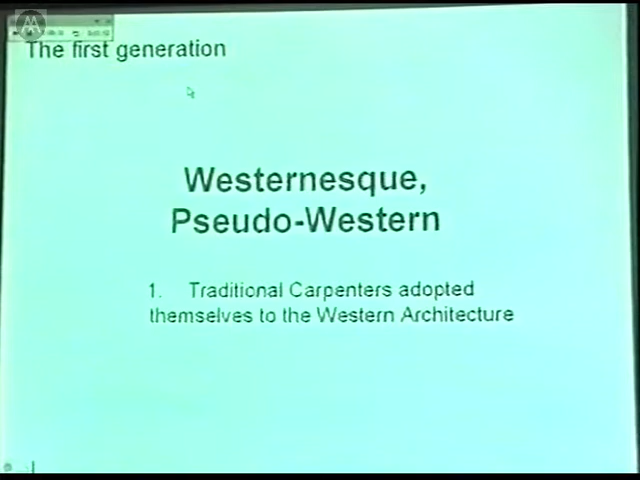 The first generation
Westernesque,
Pseudo-Western
1. Traditional Carpenters adopted
themselves to the Western Architecture